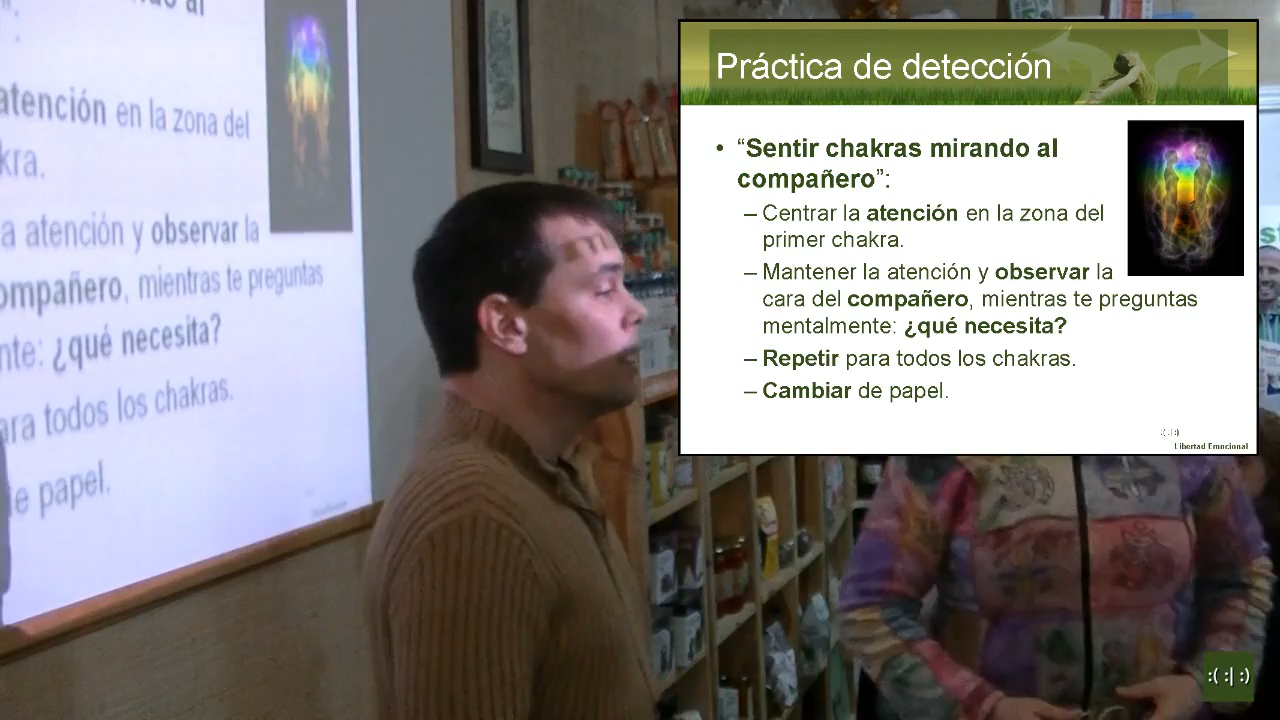 ndo al
atención en la zona del
kra.
a atención y observar la
ompañero, mientras te preguntas
nte: ¿qué necesita?
ara todos los chakras.
e papel.
Práctica de detección
• “Sentir chakras mirando al
compañero”:
– Centrar la atención en la zona del
primer chakra.
– Mantener la atención y observar la
cara del compañero, mientras te preguntas
mentalmente: ¿qué necesita?
– Repetir para todos los chakras.
– Cambiar de papel.
:( :| :)
Libertad Emocional
st
:( :| :)